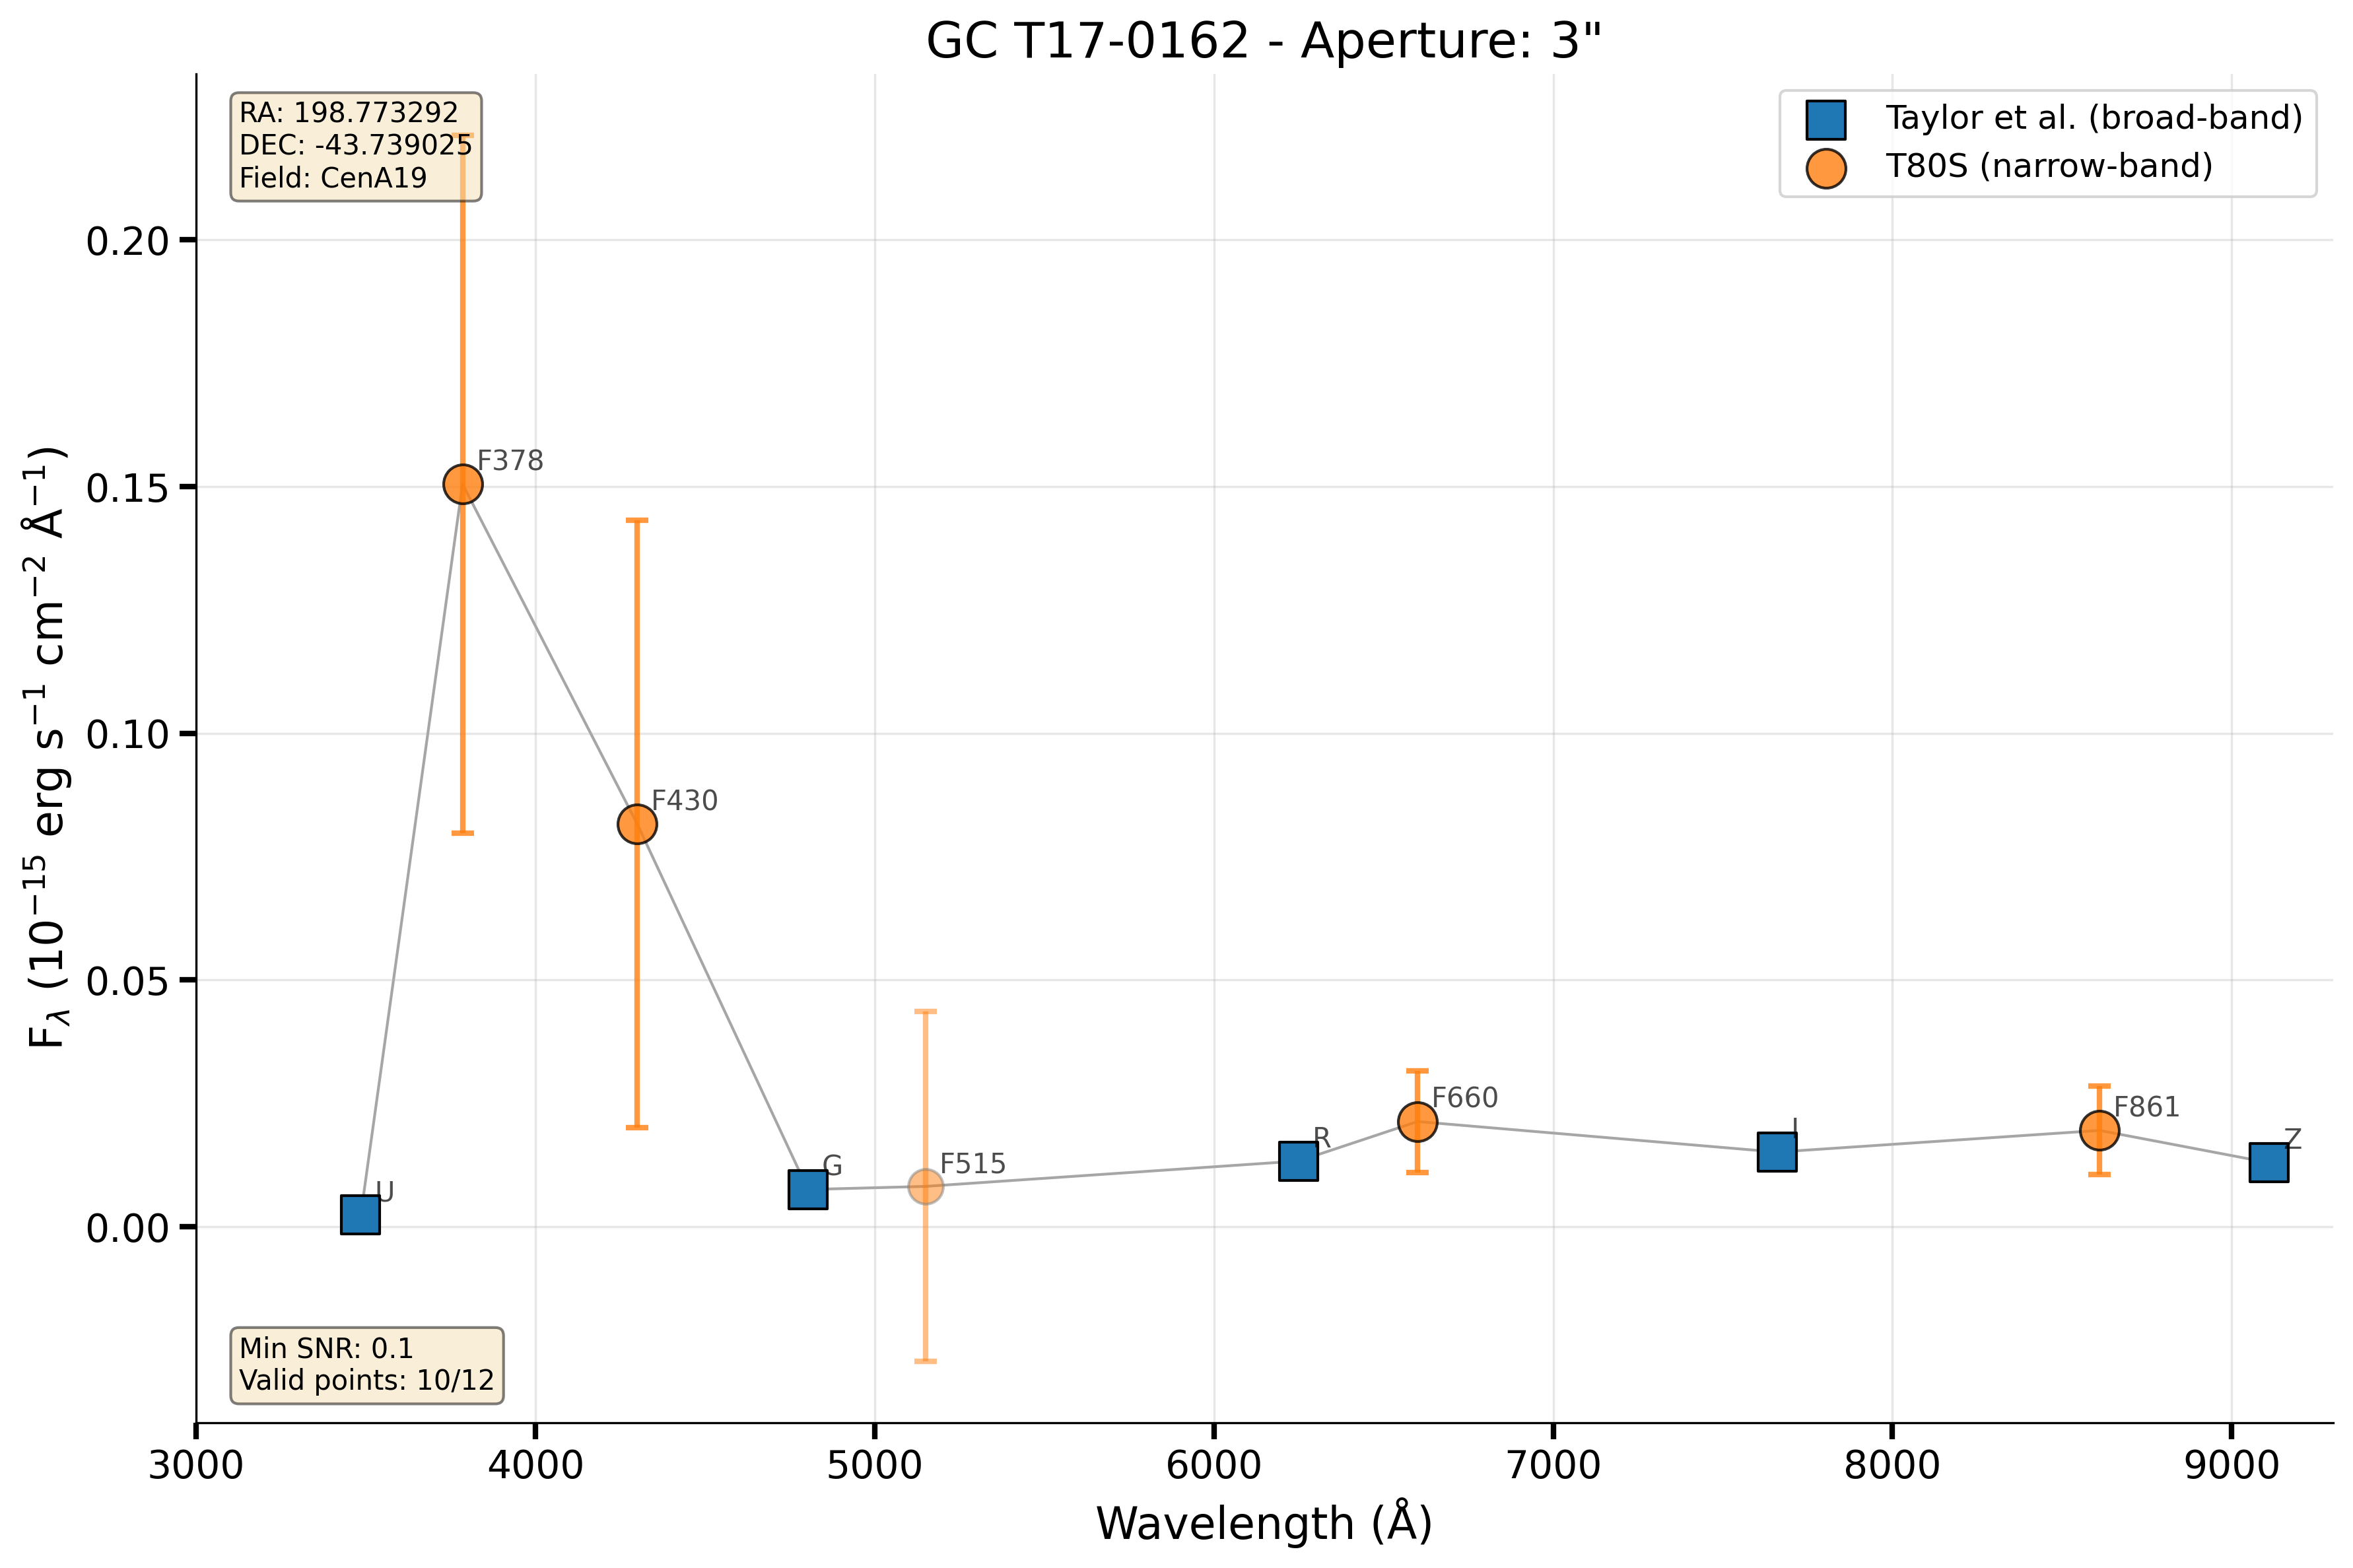 GC T17-0162 - Aperture: 3"
RA: 198.773292
DEC: -43.739025
Field: CenA19
Taylor et al. (broad-band)
T80S (narrow-band)
0.20
0.15
0.10
0.05
0.00
F_λ (10⁻¹⁵ erg s⁻¹ cm⁻² Å⁻¹)
F378
F430
F515
F660
F861
U
G
R
I
Z
Min SNR: 0.1
Valid points: 10/12
3000 4000 5000 6000 7000 8000 9000
Wavelength (Å)